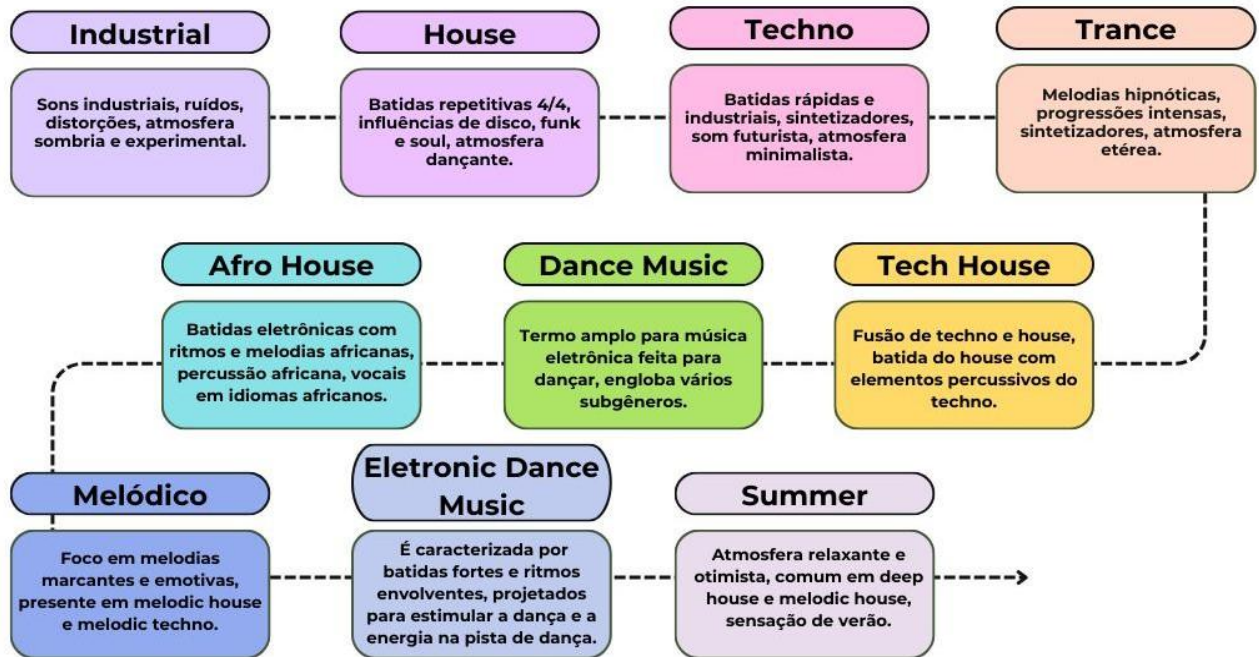 Industrial
Sons industriais, ruídos,
distorções, atmosfera
sombria e experimental.
House
Batidas repetitivas 4/4,
influências de disco, funk
e soul, atmosfera
dançante.
Techno
Batidas rápidas e
industriais, sintetizadores,
som futurista, atmosfera
minimalista.
Trance
Melodias hipnóticas,
progressões intensas,
sintetizadores, atmosfera
etérea.
Tech House
Fusão de techno e house,
batida do house com
elementos percussivos do
techno.
Dance Music
Termo amplo para música
eletrônica feita para
dançar, engloba vários
subgêneros.
Afro House
Batidas eletrônicas com
ritmos e melodias africanas,
percussão africana, vocais
em idiomas africanos.
Melódico
Foco em melodias
marcantes e emotivas,
presente em melodic house
e melodic techno.
Eletronic Dance
Music
É caracterizada por
batidas fortes e ritmos
envolventes, projetados
para estimular a dança e a
energia na pista de dança.
Summer
Atmosfera relaxante e
otimista, comum em deep
house e melodic house,
sensação de verão.